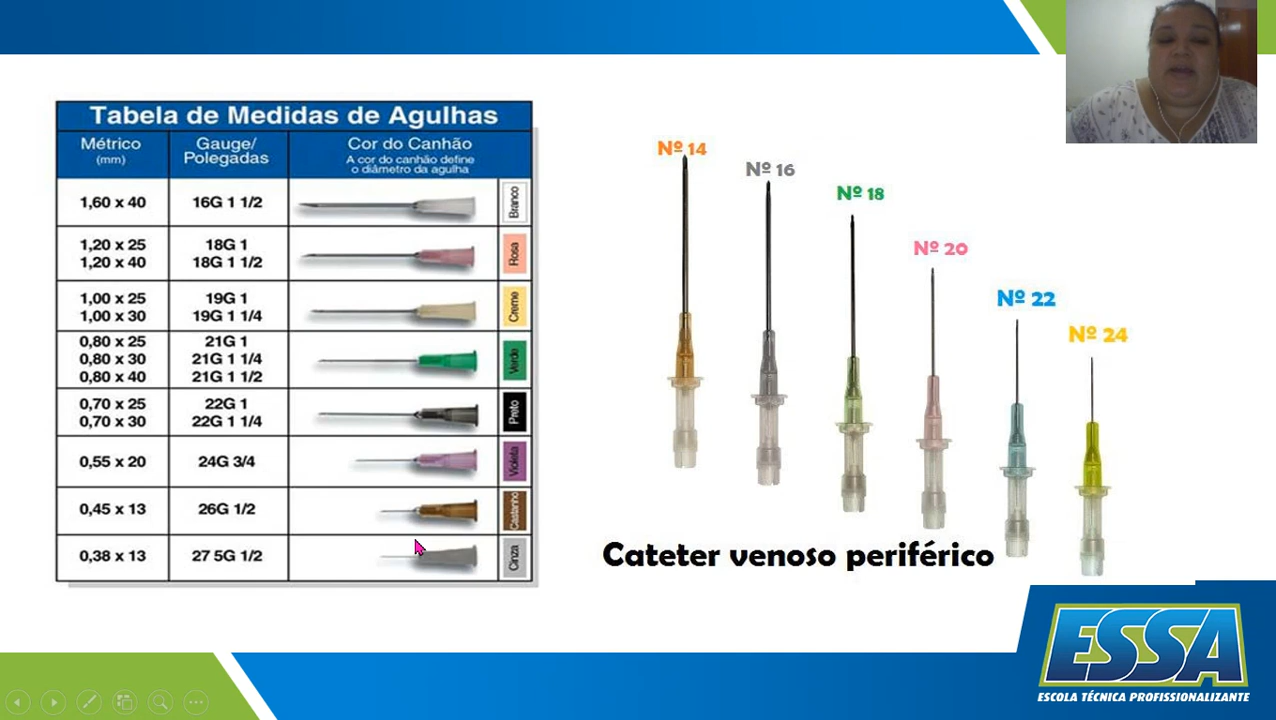 Tabela de Medidas de Agulhas
Métrico
(mm)
Gauge/
Polegadas
Cor do Canhão
A cor do canhão define
o diâmetro da agulha
1,60 x 40
16G 1 1/2
Branco
1,20 x 25
1,20 x 40
18G 1
18G 1 1/2
Rosa
1,00 x 25
1,00 x 30
19G 1
19G 1 1/4
Creme
0,80 x 25
0,80 x 30
0,80 x 40
21G 1
21G 1 1/4
21G 1 1/2
Verde
0,70 x 25
0,70 x 30
22G 1
22G 1 1/4
Preto
0,55 x 20
24G 3/4
Violeta
0,45 x 13
26G 1/2
Castanho
0,38 x 13
27 5G 1/2
Cinza
Nº 14
Nº 16
Nº 18
Nº 20
Nº 22
Nº 24
Cateter venoso periférico
ESSA
ESCOLA TÉCNICA PROFISSIONALIZANTE